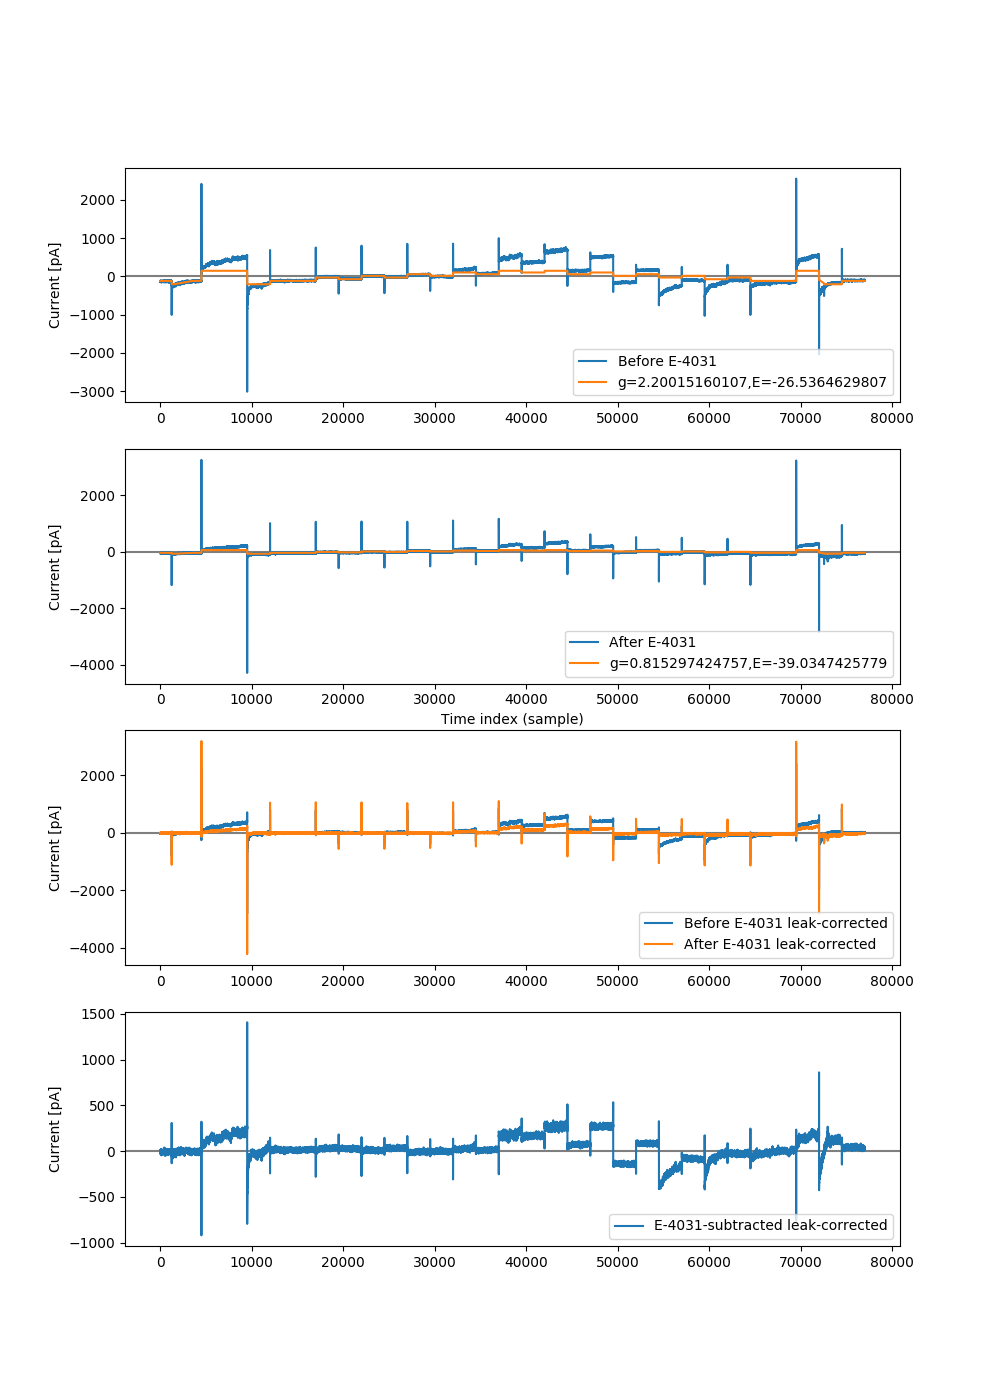 2000
1000
0
−1000
−2000
−3000
Current [pA]
Before E-4031
g=2.20015160107,E=-26.5364629807
0 10000 20000 30000 40000 50000 60000 70000 80000
2000
0
−2000
−4000
Current [pA]
After E-4031
g=0.815297424757,E=-39.0347425779
0 10000 20000 30000 40000 50000 60000 70000 80000
Time index (sample)
2000
0
−2000
−4000
Current [pA]
Before E-4031 leak-corrected
After E-4031 leak-corrected
0 10000 20000 30000 40000 50000 60000 70000 80000
1500
1000
500
0
−500
−1000
Current [pA]
E-4031-subtracted leak-corrected
0 10000 20000 30000 40000 50000 60000 70000 80000